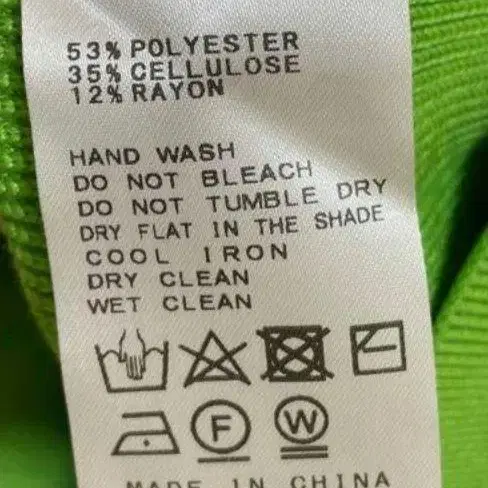 53% POLYESTER
35% CELLULOSE
12% RAYON
HAND WASH
DO NOT BLEACH
DO NOT TUMBLE DRY
DRY FLAT IN THE SHADE
COOL IRON
DRY CLEAN
WET CLEAN
F W
MADE IN CHINA